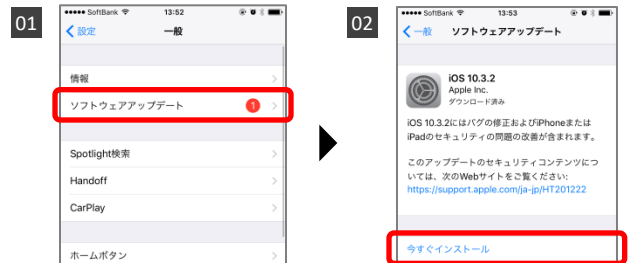 01
SoftBank 13:52
設定 一般
情報
ソフトウェアアップデート 1
Spotlight検索
Handoff
CarPlay
ホームボタン
02
SoftBank 13:53
一般 ソフトウェアアップデート
iOS 10.3.2
Apple Inc.
ダウンロード済み
iOS 10.3.2にはバグの修正およびiPhoneまたは
iPadのセキュリティの問題の改善が含まれます。
このアップデートのセキュリティコンテンツにつ
いては、次のWebサイトをご覧ください:
https://support.apple.com/ja-jp/HT201222
今すぐインストール